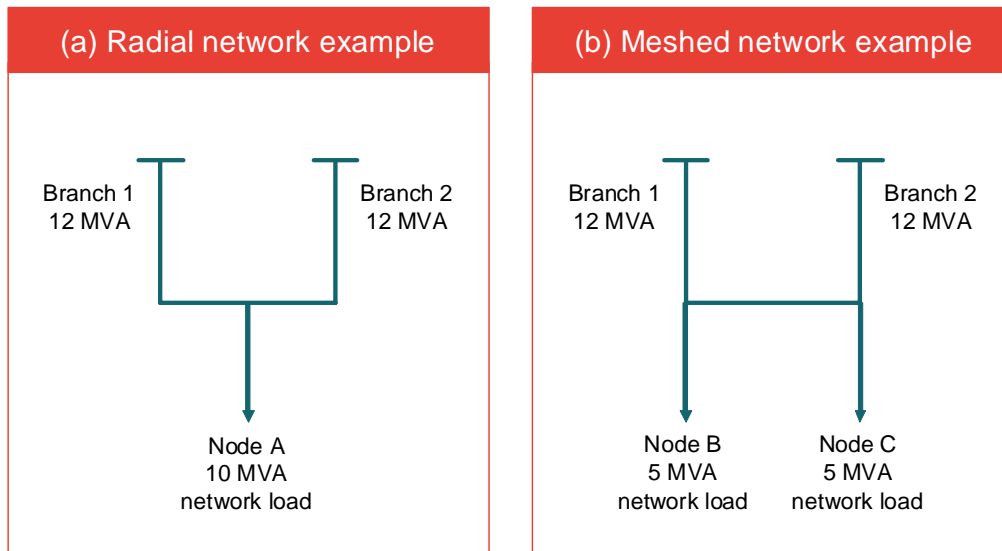 (a) Radial network example
Branch 1
12 MVA
Branch 2
12 MVA
Node A
10 MVA
network load
(b) Meshed network example
Branch 1
12 MVA
Branch 2
12 MVA
Node B
5 MVA
network load
Node C
5 MVA
network load